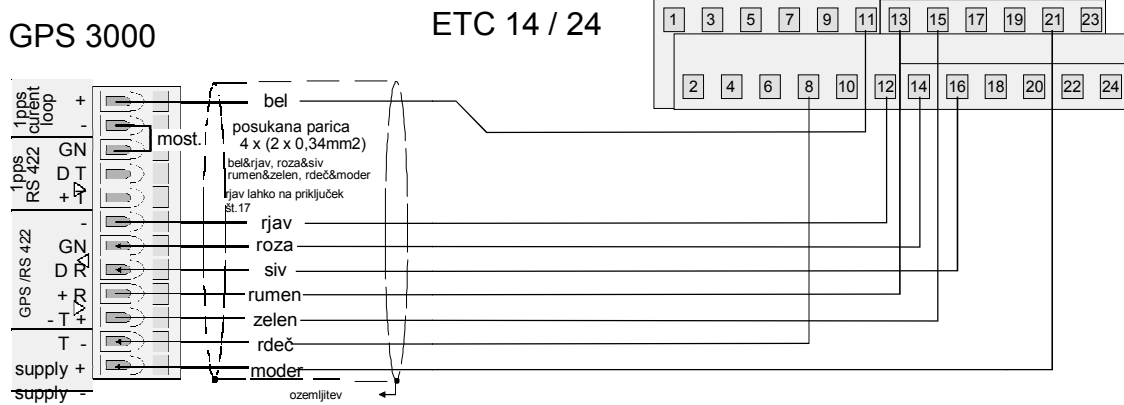 GPS 3000
ETC 14 / 24
1 3 5 7 9 11 13 15 17 19 21 23
2 4 6 8 10 12 14 16 18 20 22 24
1pps
curent
loop
+
-
1pps
RS 422
GN
D T
+ T
GPS /RS 422
-
GN
D R
+ R
- T +
T -
supply +
supply -
most.
bel
posukana parica
4 x (2 x 0,34mm2)
bel&rjav, roza&siv
rumen&zelen, rdeč&moder
rjav lahko na priključek
št.17
rjav
roza
siv
rumen
zelen
rdeč
moder
ozemljitev